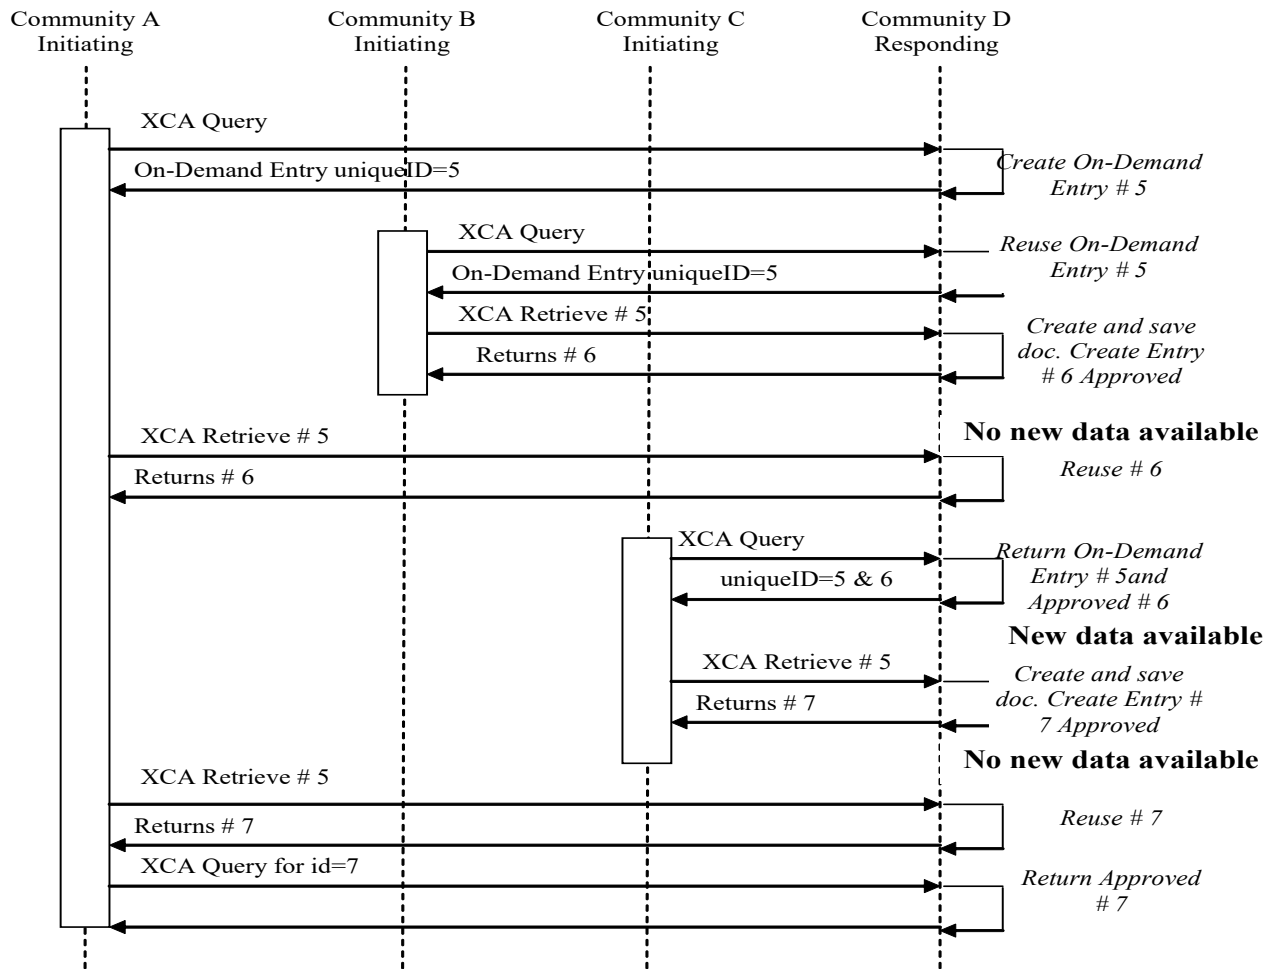 Community A
Initiating
Community B
Initiating
Community C
Initiating
Community D
Responding
XCA Query
On-Demand Entry uniqueID=5
Create On-Demand
Entry # 5
XCA Query
On-Demand Entry uniqueID=5
Reuse On-Demand
Entry # 5
XCA Retrieve # 5
Returns # 6
Create and save
doc. Create Entry
# 6 Approved
No new data available
XCA Retrieve # 5
Returns # 6
Reuse # 6
XCA Query
uniqueID=5 & 6
Return On-Demand
Entry # 5and
Approved # 6
New data available
XCA Retrieve # 5
Returns # 7
Create and save
doc. Create Entry #
7 Approved
No new data available
XCA Retrieve # 5
Returns # 7
Reuse # 7
XCA Query for id=7
Return Approved
# 7